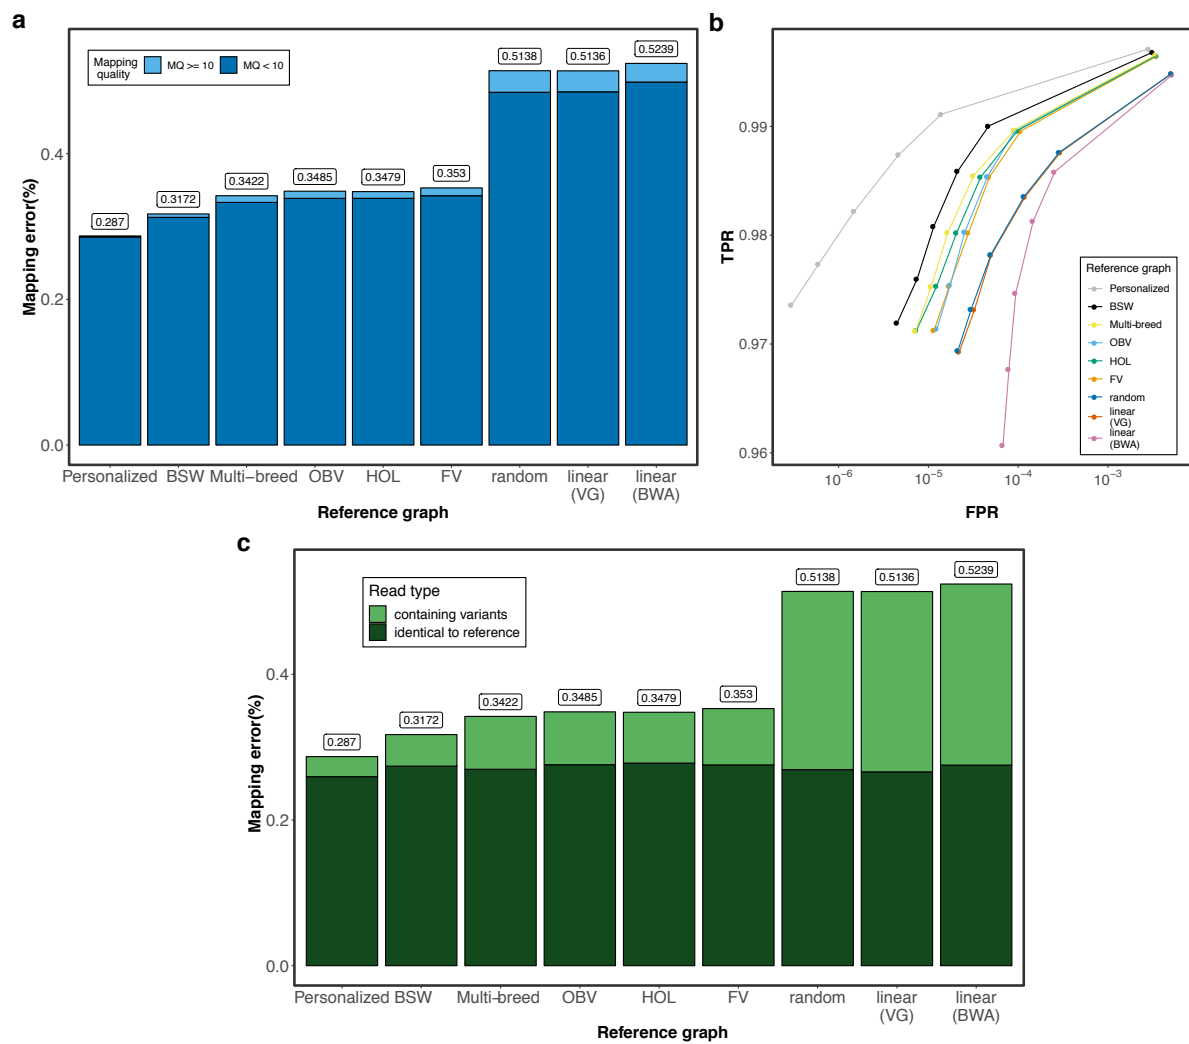 a
Mapping error(%)
Mapping
quality
MQ >= 10
MQ < 10
0.287
0.3172
0.3422
0.3485
0.3479
0.353
0.5138
0.5136
0.5239
0.4
0.2
0.0
Personalized BSW Multi−breed OBV HOL FV random linear linear
(VG) (BWA)
Reference graph
b
TPR
0.99
0.98
0.97
0.96
10−6 10−5 10−4 10−3
FPR
Reference graph
Personalized
BSW
Multi−breed
OBV
HOL
FV
random
linear
(VG)
linear
(BWA)
c
Mapping error(%)
Read type
containing variants
identical to reference
0.287
0.3172
0.3422
0.3485
0.3479
0.353
0.5138
0.5136
0.5239
0.4
0.2
0.0
Personalized BSW Multi−breed OBV HOL FV random linear linear
(VG) (BWA)
Reference graph